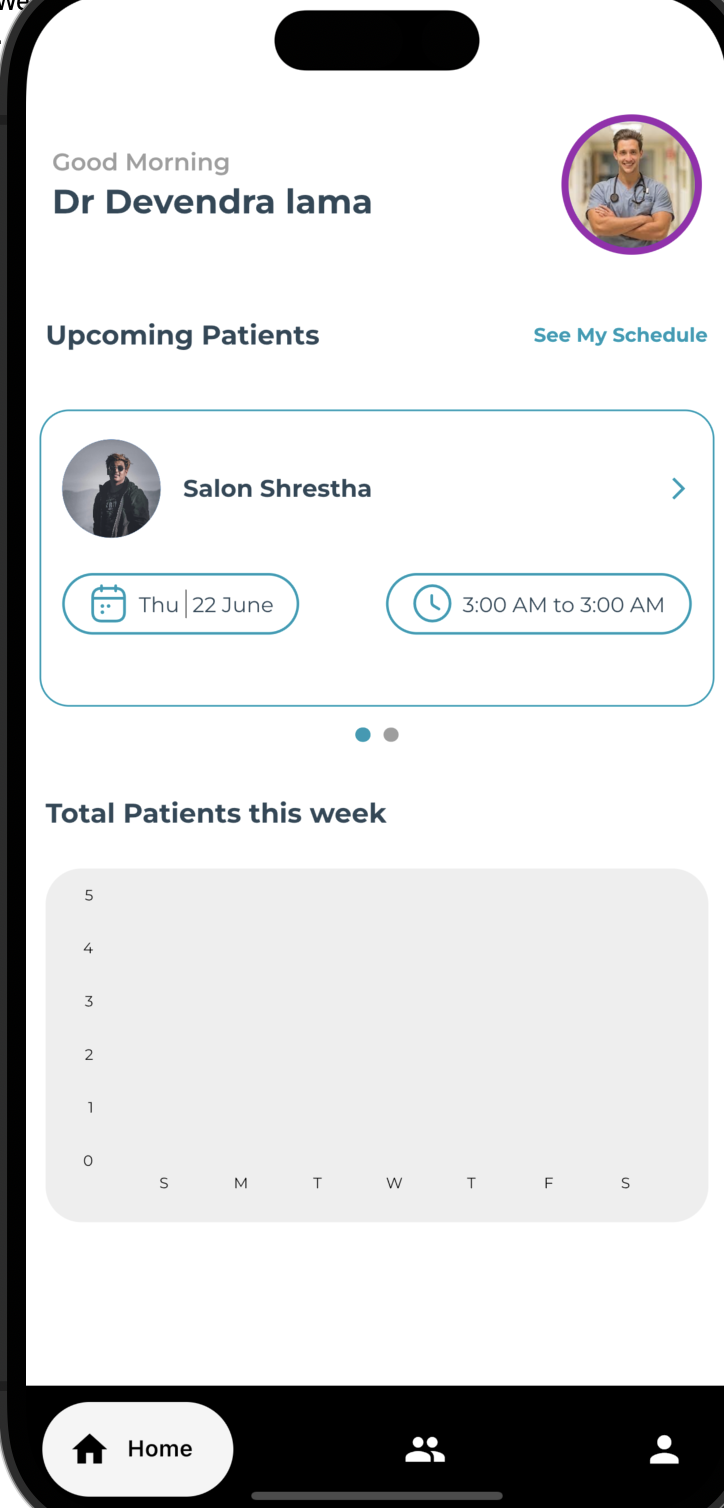 We
Good Morning
Dr Devendra lama
Upcoming Patients
See My Schedule
Salon Shrestha
Thu | 22 June
3:00 AM to 3:00 AM
Total Patients this week
5
4
3
2
1
0
S M T W T F S
Home